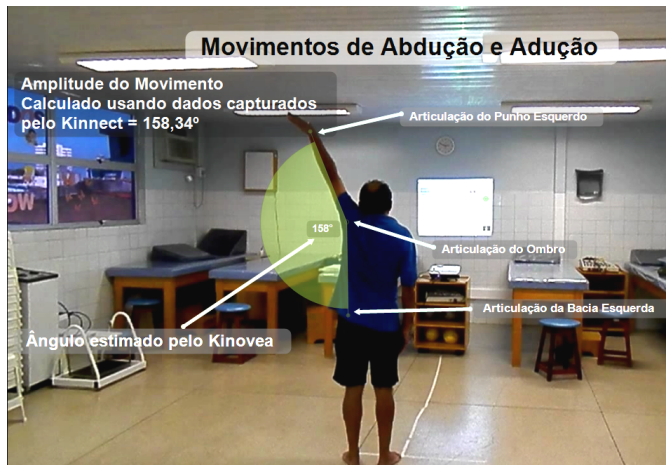 Movimentos de Abdução e Adução
Amplitude do Movimento
Calculado usando dados capturados
pelo Kinnect = 158,34º
Articulação do Punho Esquerdo
158°
Articulação do Ombro
Articulação da Bacia Esquerda
Ângulo estimado pelo Kinovea